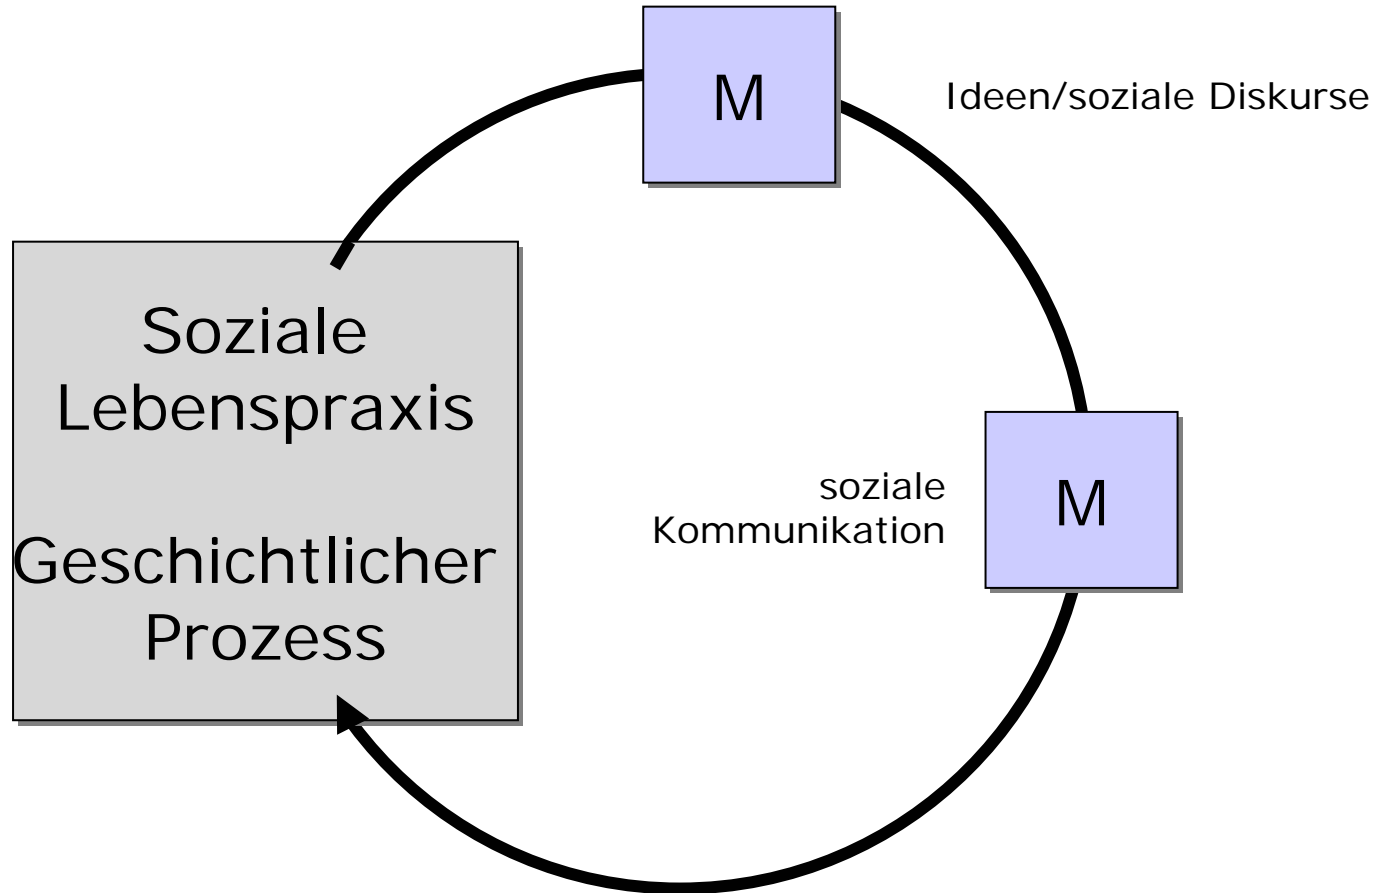 M
Ideen/soziale Diskurse
Soziale
Lebenspraxis
Geschichtlicher
Prozess
soziale
Kommunikation
M